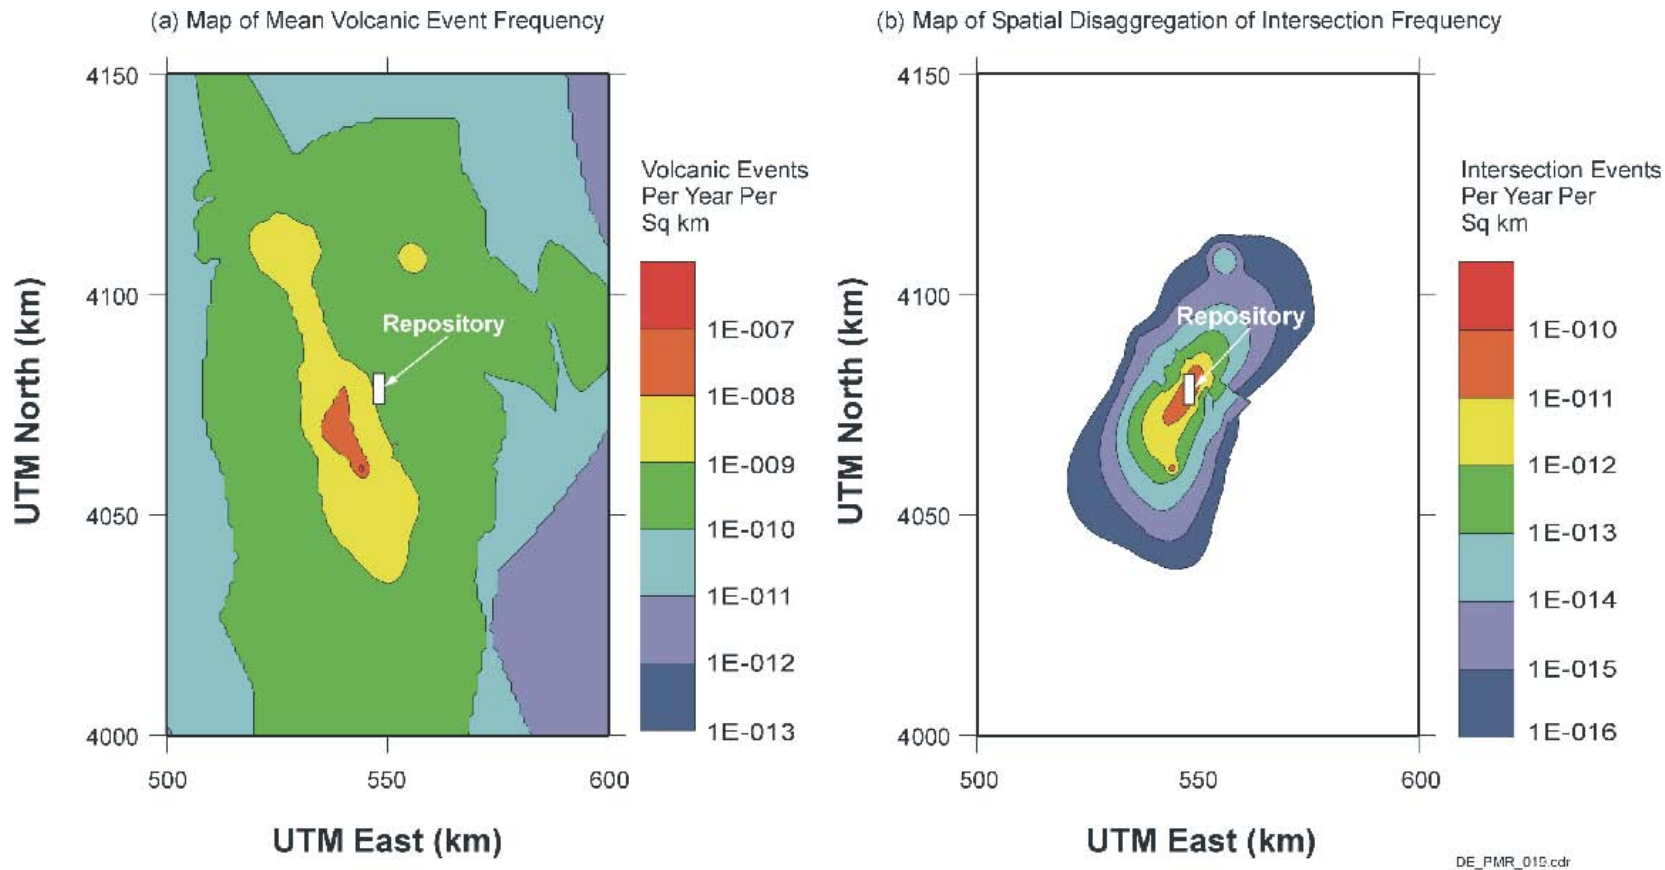 (a) Map of Mean Volcanic Event Frequency
4150
4100
4050
4000
500
550
600
UTM North (km)
UTM East (km)
Repository
Volcanic Events
Per Year Per
Sq km
1E-007
1E-008
1E-009
1E-010
1E-011
1E-012
1E-013
(b) Map of Spatial Disaggregation of Intersection Frequency
4150
4100
4050
4000
500
550
600
UTM North (km)
UTM East (km)
Repository
Intersection Events
Per Year Per
Sq km
1E-010
1E-011
1E-012
1E-013
1E-014
1E-015
1E-016
DE_PMR_019.cdr